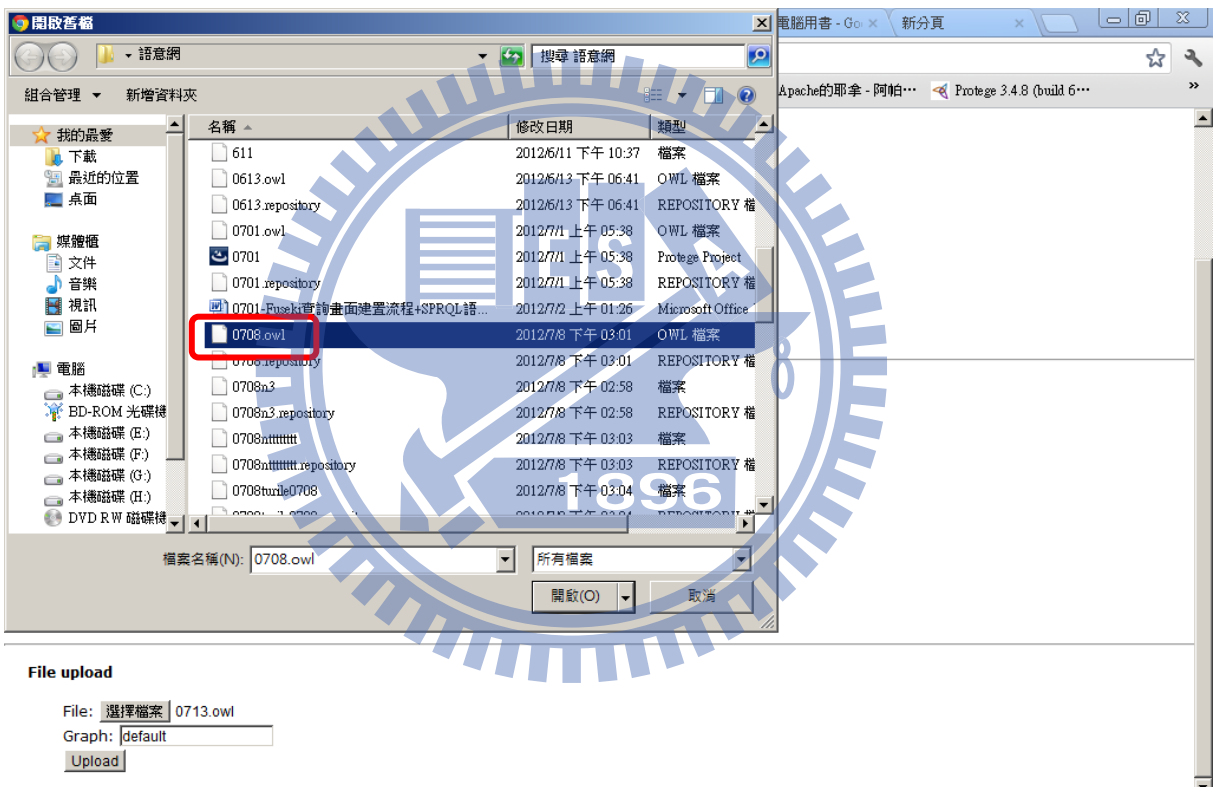 開啟舊檔
電腦用書 - Go
新分頁
語意網
搜尋 語意網
組合管理
新增資料夾
Apache的耶拿 - 阿帕…
Protege 3.4.8 (build 6…
»
我的最愛
下載
最近的位置
桌面
媒體櫃
文件
音樂
視訊
圖片
電腦
本機磁碟 (C:)
BD-ROM 光碟機
本機磁碟 (E:)
本機磁碟 (F:)
本機磁碟 (G:)
本機磁碟 (H:)
DVD RW 磁碟機
名稱 修改日期 類型
611 2012/6/11 下午 10:37 檔案
0613.owl 2012/6/13 下午 06:41 OWL 檔案
0613.repository 2012/6/13 下午 06:41 REPOSITORY 檔
0701.owl 2012/7/1 上午 05:38 OWL 檔案
0701 2012/7/1 上午 05:38 Protege Project
0701.repository 2012/7/1 上午 05:38 REPOSITORY 檔
0701-Fuseki查詢畫面建置流程+SPRQL語... 2012/7/2 上午 01:26 Microsoft Office
0708.owl 2012/7/8 下午 03:01 OWL 檔案
0708.repository 2012/7/8 下午 03:01 REPOSITORY 檔
0708n3 2012/7/8 下午 02:58 檔案
0708n3.repository 2012/7/8 下午 02:58 REPOSITORY 檔
0708nttttttttt 2012/7/8 下午 03:03 檔案
0708nttttttttt.repository 2012/7/8 下午 03:03 REPOSITORY 檔
0708turile0708 2012/7/8 下午 03:04 檔案
ES A
1896
檔案名稱(N): 0708.owl 所有檔案
開啟(O) 取消
File upload
File: 選擇檔案 0713.owl
Graph: default
Upload